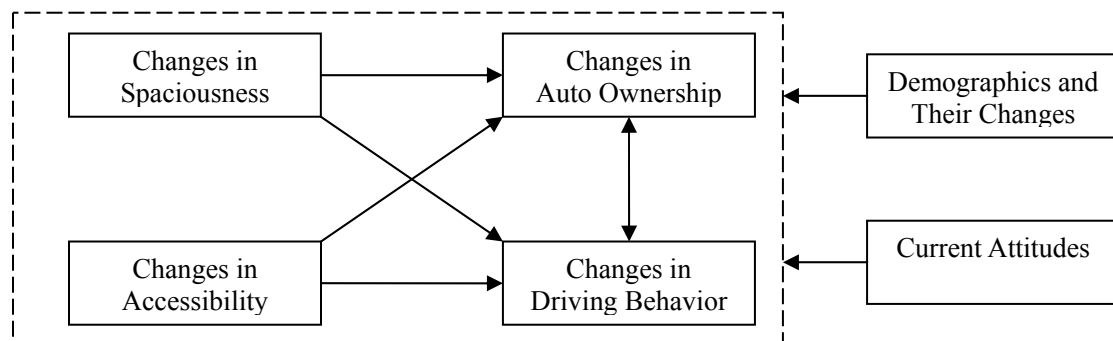 Changes in
Spaciousness
Changes in
Auto Ownership
Demographics and
Their Changes
Changes in
Accessibility
Changes in
Driving Behavior
Current Attitudes